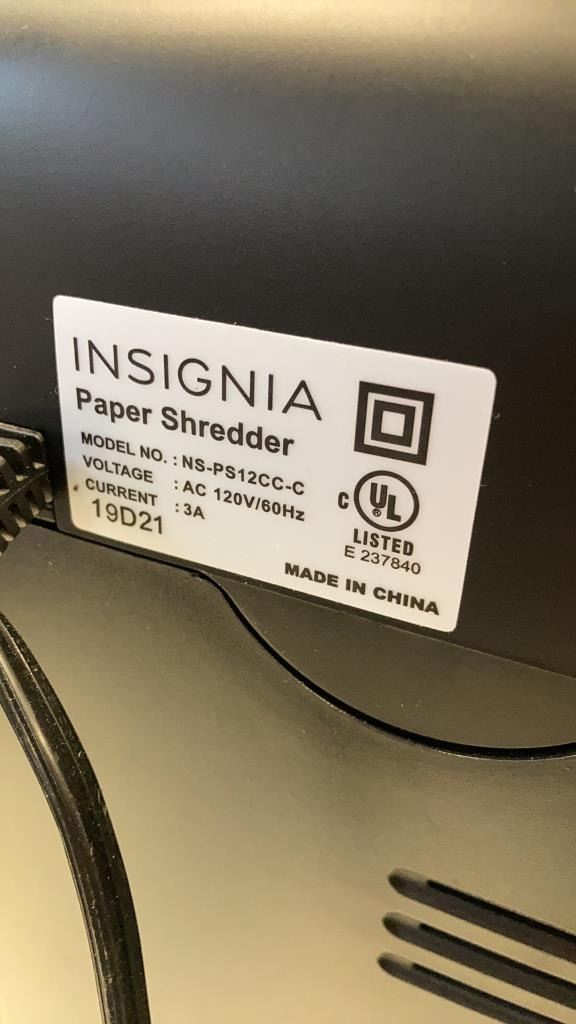 INSIGNIA
Paper Shredder
MODEL NO. : NS-PS12CC-C
VOLTAGE : AC 120V/60Hz
CURRENT : 3A
19D21
C UL ®
LISTED
E 237840
MADE IN CHINA